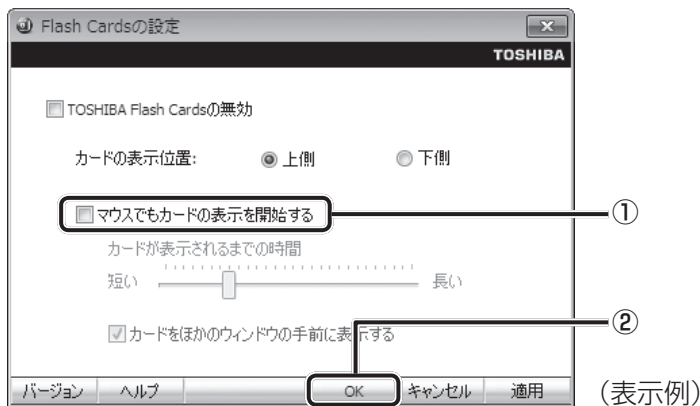 Flash Cardsの設定
TOSHIBA
TOSHIBA Flash Cardsの無効
カードの表示位置: 上側 下側
マウスでもカードの表示を開始する ①
カードが表示されるまでの時間
短い 長い
②
カードをほかのウィンドウの手前に表示する
バージョン ヘルプ OK キャンセル 適用 (表示例)